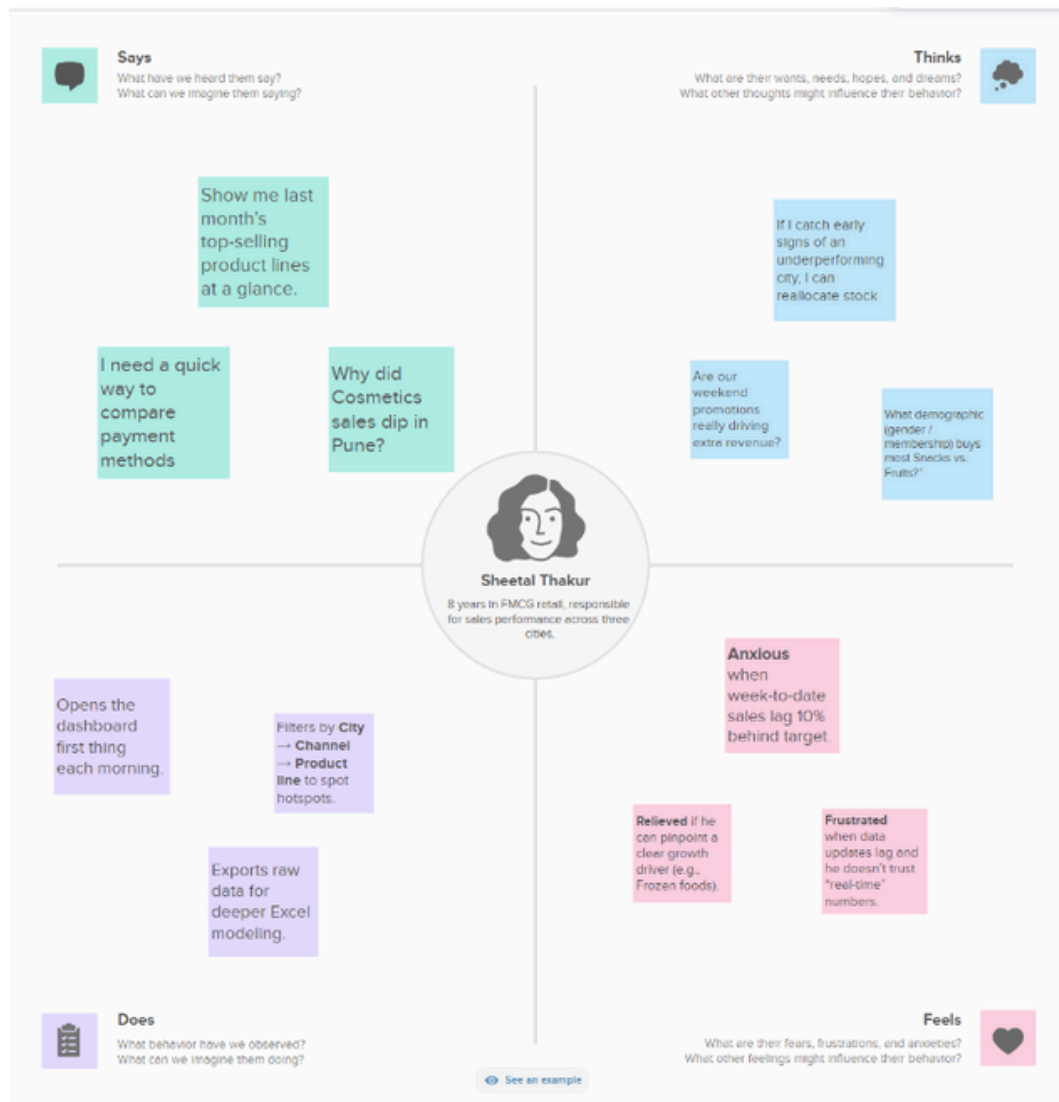 Says
What have we heard them say?
What can we imagine them saying?
Thinks
What are their wants, needs, hopes, and dreams?
What other thoughts might influence their behavior?
Show me last
month's
top-selling
product lines
at a glance.
I need a quick
way to
compare
payment
methods
Why did
Cosmetics
sales dip in
Pune?
If I catch early
signs of an
underperforming
city, I can
reallocate stock
Are our
weekend
promotions
really driving
extra revenue?
What demographic
(gender /
membership) buys
most Snacks vs.
Fruits?"
Sheetal Thakur
8 years in FMCG retail, responsible
for sales performance across three
cities.
Opens the
dashboard
first thing
each morning.
Filters by City
→ Channel
→ Product
line to spot
hotspots.
Exports raw
data for
deeper Excel
modeling.
Anxious
when
week-to-date
sales lag 10%
behind target.
Relieved if he
can pinpoint a
clear growth
driver (e.g.,
Frozen foods).
Frustrated
when data
updates lag and
he doesn't trust
"real-time"
numbers.
Does
What behavior have we observed?
What can we imagine them doing?
Feels
What are their fears, frustrations, and anxieties?
What other feelings might influence their behavior?
See an example